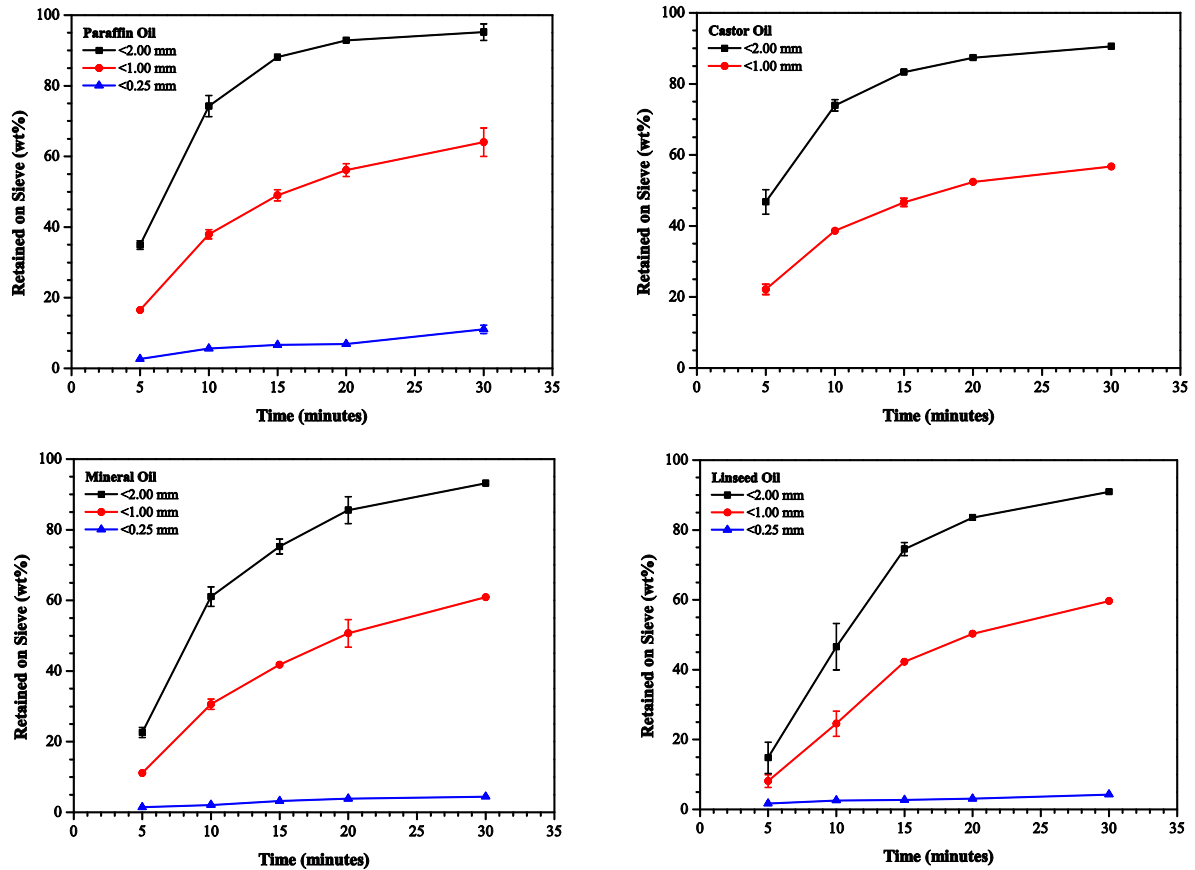 Paraffin Oil
<2.00 mm
<1.00 mm
<0.25 mm
Retained on Sieve (wt%)
100
80
60
40
20
0
0 5 10 15 20 25 30 35
Time (minutes)
Castor Oil
<2.00 mm
<1.00 mm
Retained on Sieve (wt%)
100
80
60
40
20
0
0 5 10 15 20 25 30 35
Time (minutes)
Mineral Oil
<2.00 mm
<1.00 mm
<0.25 mm
Retained on Sieve (wt%)
100
80
60
40
20
0
0 5 10 15 20 25 30 35
Time (minutes)
Linseed Oil
<2.00 mm
<1.00 mm
<0.25 mm
Retained on Sieve (wt%)
100
80
60
40
20
0
0 5 10 15 20 25 30 35
Time (minutes)